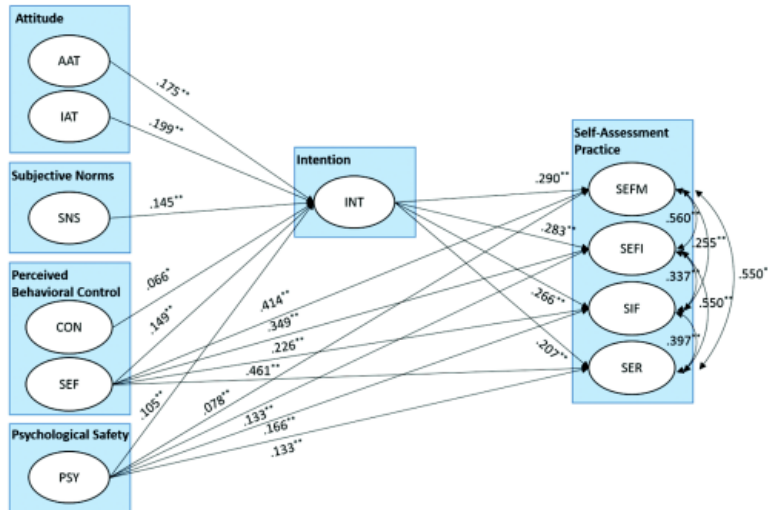 Attitude
AAT
IAT
.175**
.199**
Subjective Norms
SNS
.145**
Perceived
Behavioral Control
CON
SEF
.066*
.149**
Psychological Safety
PSY
.105**
Intention
INT
.290**
.283**
.266**
.207**
.414**
.349**
.226**
.461**
.078**
.133**
.166**
.133**
Self-Assessment
Practice
SEFM
SEFI
SIF
SER
.560**
.255**
.337**
.550**
.397**
.550*